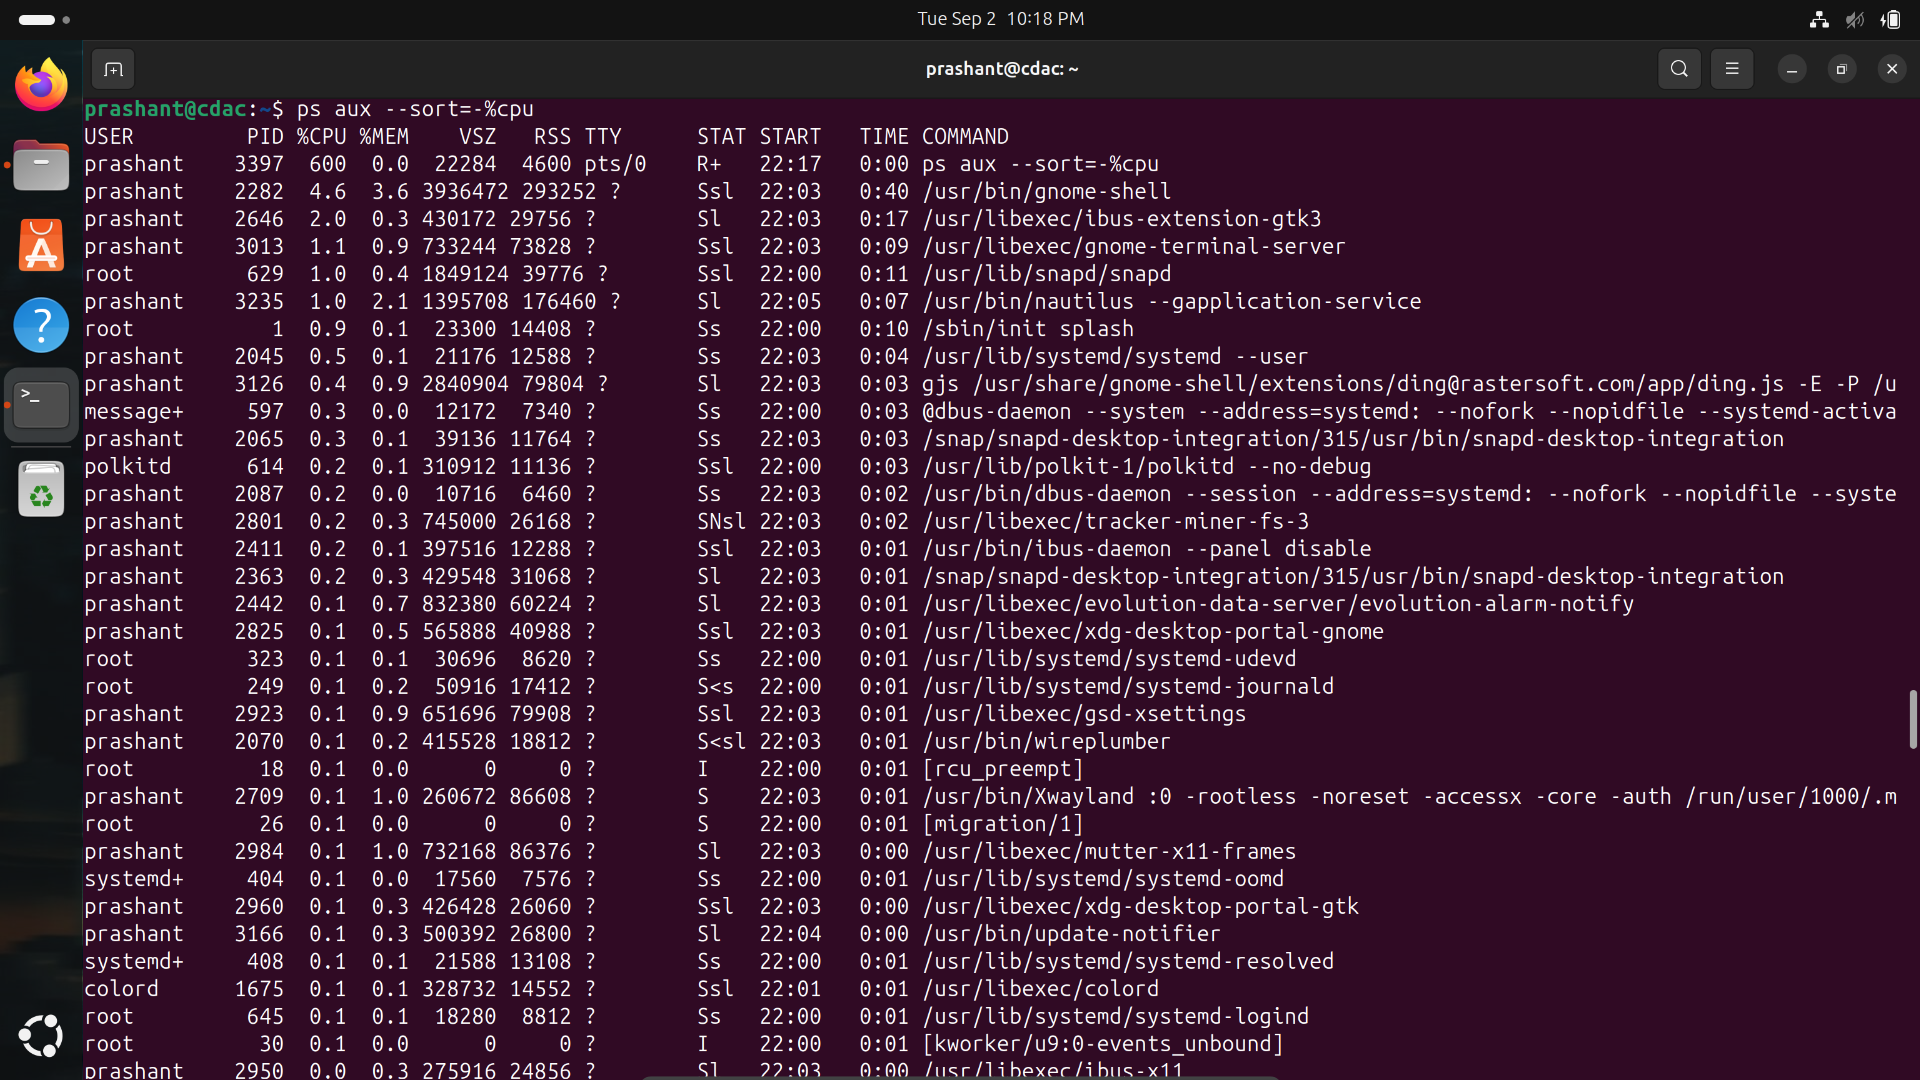 Tue Sep 2 10:18 PM
prashant@cdac: ~
prashant@cdac:~$ ps aux --sort=-%cpu
USER PID %CPU %MEM VSZ RSS TTY STAT START TIME COMMAND
prashant 3397 600 0.0 22284 4600 pts/0 R+ 22:17 0:00 ps aux --sort=-%cpu
prashant 2282 4.6 3.6 3936472 293252 ? Ssl 22:03 0:40 /usr/bin/gnome-shell
prashant 2646 2.0 0.3 430172 29756 ? Sl 22:03 0:17 /usr/libexec/ibus-extension-gtk3
prashant 3013 1.1 0.9 733244 73828 ? Ssl 22:03 0:09 /usr/libexec/gnome-terminal-server
root 629 1.0 0.4 1849124 39776 ? Ssl 22:00 0:11 /usr/lib/snapd/snapd
prashant 3235 1.0 2.1 1395708 176460 ? Sl 22:05 0:07 /usr/bin/nautilus --gapplication-service
root 1 0.9 0.1 23300 14408 ? Ss 22:00 0:10 /sbin/init splash
prashant 2045 0.5 0.1 21176 12588 ? Ss 22:03 0:04 /usr/lib/systemd/systemd --user
prashant 3126 0.4 0.9 2840904 79804 ? Sl 22:03 0:03 gjs /usr/share/gnome-shell/extensions/ding@rastersoft.com/app/ding.js -E -P /u
message+ 597 0.3 0.0 12172 7340 ? Ss 22:00 0:03 @dbus-daemon --system --address=systemd: --nofork --nopidfile --systemd-activa
prashant 2065 0.3 0.1 39136 11764 ? Ss 22:03 0:03 /snap/snapd-desktop-integration/315/usr/bin/snapd-desktop-integration
polkitd 614 0.2 0.1 310912 11136 ? Ssl 22:00 0:03 /usr/lib/polkit-1/polkitd --no-debug
prashant 2087 0.2 0.0 10716 6460 ? Ss 22:03 0:02 /usr/bin/dbus-daemon --session --address=systemd: --nofork --nopidfile --syste
prashant 2801 0.2 0.3 745000 26168 ? SNsl 22:03 0:02 /usr/libexec/tracker-miner-fs-3
prashant 2411 0.2 0.1 397516 12288 ? Ssl 22:03 0:01 /usr/bin/ibus-daemon --panel disable
prashant 2363 0.2 0.3 429548 31068 ? Sl 22:03 0:01 /snap/snapd-desktop-integration/315/usr/bin/snapd-desktop-integration
prashant 2442 0.1 0.7 832380 60224 ? Sl 22:03 0:01 /usr/libexec/evolution-data-server/evolution-alarm-notify
prashant 2825 0.1 0.5 565888 40988 ? Ssl 22:03 0:01 /usr/libexec/xdg-desktop-portal-gnome
root 323 0.1 0.1 30696 8620 ? Ss 22:00 0:01 /usr/lib/systemd/systemd-udevd
root 249 0.1 0.2 50916 17412 ? S<s 22:00 0:01 /usr/lib/systemd/systemd-journald
prashant 2923 0.1 0.9 651696 79908 ? Ssl 22:03 0:01 /usr/libexec/gsd-xsettings
prashant 2070 0.1 0.2 415528 18812 ? S<sl 22:03 0:01 /usr/bin/wireplumber
root 18 0.1 0.0 0 0 ? I 22:00 0:01 [rcu_preempt]
prashant 2709 0.1 1.0 260672 86608 ? S 22:03 0:01 /usr/bin/Xwayland :0 -rootless -noreset -accessx -core -auth /run/user/1000/.m
root 26 0.1 0.0 0 0 ? S 22:00 0:01 [migration/1]
prashant 2984 0.1 1.0 732168 86376 ? Sl 22:03 0:00 /usr/libexec/mutter-x11-frames
systemd+ 404 0.1 0.0 17560 7576 ? Ss 22:00 0:01 /usr/lib/systemd/systemd-oomd
prashant 2960 0.1 0.3 426428 26060 ? Ssl 22:03 0:00 /usr/libexec/xdg-desktop-portal-gtk
prashant 3166 0.1 0.3 500392 26800 ? Sl 22:04 0:00 /usr/bin/update-notifier
systemd+ 408 0.1 0.1 21588 13108 ? Ss 22:00 0:01 /usr/lib/systemd/systemd-resolved
colord 1675 0.1 0.1 328732 14552 ? Ssl 22:01 0:01 /usr/libexec/colord
root 645 0.1 0.1 18280 8812 ? Ss 22:00 0:01 /usr/lib/systemd/systemd-logind
root 30 0.1 0.0 0 0 ? I 22:00 0:01 [kworker/u9:0-events_unbound]
prashant 2950 0.0 0.3 275916 24856 ? Sl 22:03 0:00 /usr/libexec/ibus-x11